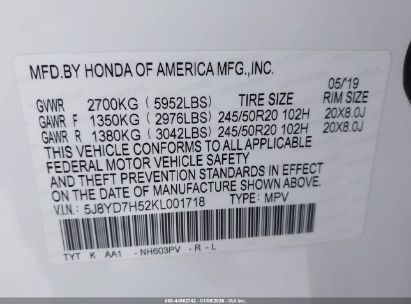 MFD.BY HONDA OF AMERICA MFG.,INC.
05/'19
GVWR 2700KG (5952LBS) TIRE SIZE RIM SIZE
GAWR F 1350KG (2976LBS) 245/50R20 102H 20X8.0J
GAWR R 1380KG (3042LBS) 245/50R20 102H 20X8.0J
THIS VEHICLE CONFORMS TO ALL APPLICABLE
FEDERAL MOTOR VEHICLE SAFETY
AND THEFT PREVENTION STANDARDS IN EFFECT
ON THE DATE OF MANUFACTURE SHOWN ABOVE.
V.I.N: 5J8YD7H52KL001718 TYPE: MPV
TYT K AA1 -NH603PV -R-L